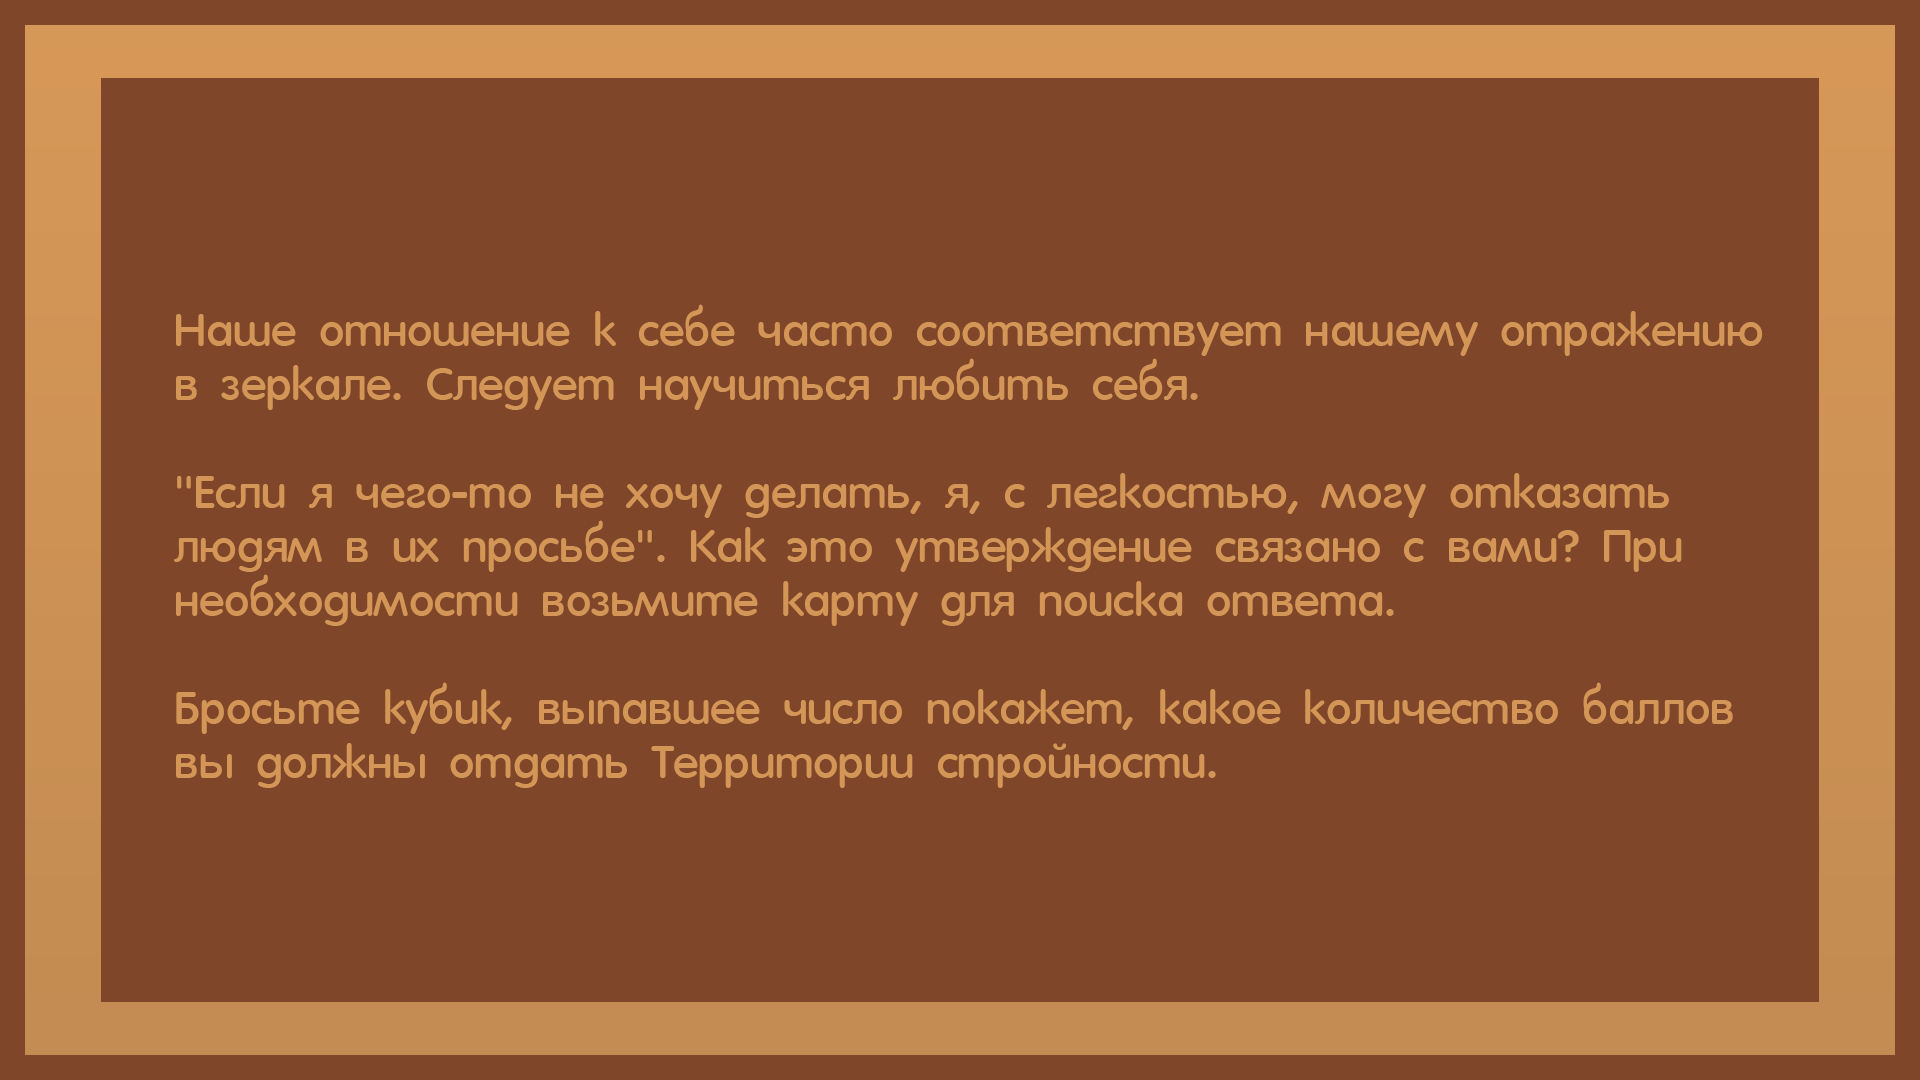 Наше отношение к себе часто соответствует нашему отражению
в зеркале. Следует научиться любить себя.
"Если я чего-то не хочу делать, я, с легкостью, могу отказать
людям в их просьбе". Как это утверждение связано с вами? При
необходимости возьмите карту для поиска ответа.
Бросьте кубик, выпавшее число покажет, какое количество баллов
вы должны отдать Территории стройности.